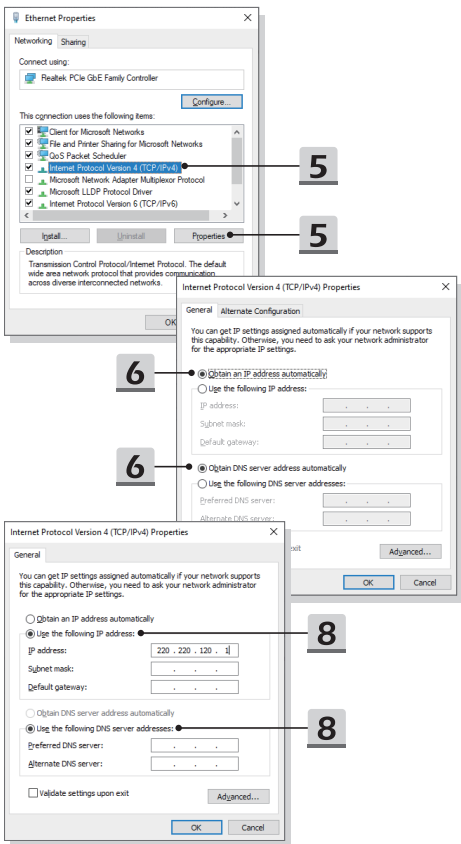 Ethernet Properties
Networking Sharing
Connect using:
Realtek PCIe GbE Family Controller
Configure...
This connection uses the following items:
Client for Microsoft Networks
File and Printer Sharing for Microsoft Networks
QoS Packet Scheduler
Internet Protocol Version 4 (TCP/IPv4)
Microsoft Network Adapter Multiplexor Protocol
Microsoft LLDP Protocol Driver
Internet Protocol Version 6 (TCP/IPv6)
5
Install... Uninstall Properties
5
Description
Transmission Control Protocol/Internet Protocol. The default
wide area network protocol that provides communication
across diverse interconnected networks.
OK
Internet Protocol Version 4 (TCP/IPv4) Properties
General Alternate Configuration
You can get IP settings assigned automatically if your network supports
this capability. Otherwise, you need to ask your network administrator
for the appropriate IP settings.
6
Obtain an IP address automatically
Use the following IP address:
IP address:
Subnet mask:
Default gateway:
6
Obtain DNS server address automatically
Use the following DNS server addresses:
Preferred DNS server:
Alternate DNS server:
exit
Advanced...
OK Cancel
Internet Protocol Version 4 (TCP/IPv4) Properties
General
You can get IP settings assigned automatically if your network supports
this capability. Otherwise, you need to ask your network administrator
for the appropriate IP settings.
Obtain an IP address automatically
Use the following IP address:
8
IP address: 220 . 220 . 120 . 1
Subnet mask:
Default gateway:
Obtain DNS server address automatically
Use the following DNS server addresses:
8
Preferred DNS server:
Alternate DNS server:
Validate settings upon exit
Advanced...
OK Cancel